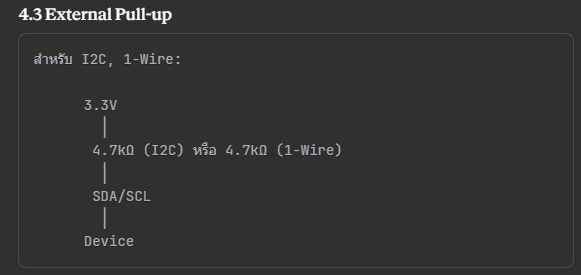 4.3 External Pull-up
สำหรับ I2C, 1-Wire:
3.3V
4.7kΩ (I2C) หรือ 4.7kΩ (1-Wire)
SDA/SCL
Device